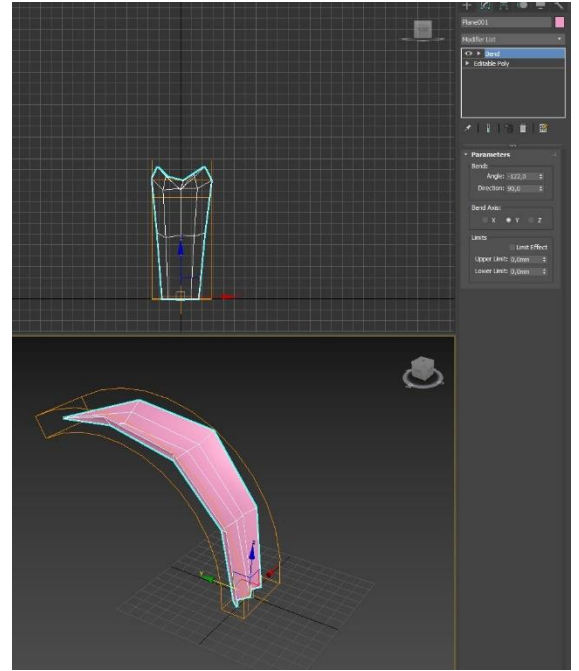 Plane001
Modifier List
Bend
Editable Poly
Parameters
Bend:
Angle: -122,0
Direction: 90,0
Bend Axis:
X Y Z
Limits
Limit Effect
Upper Limit: 0,0mm
Lower Limit: 0,0mm